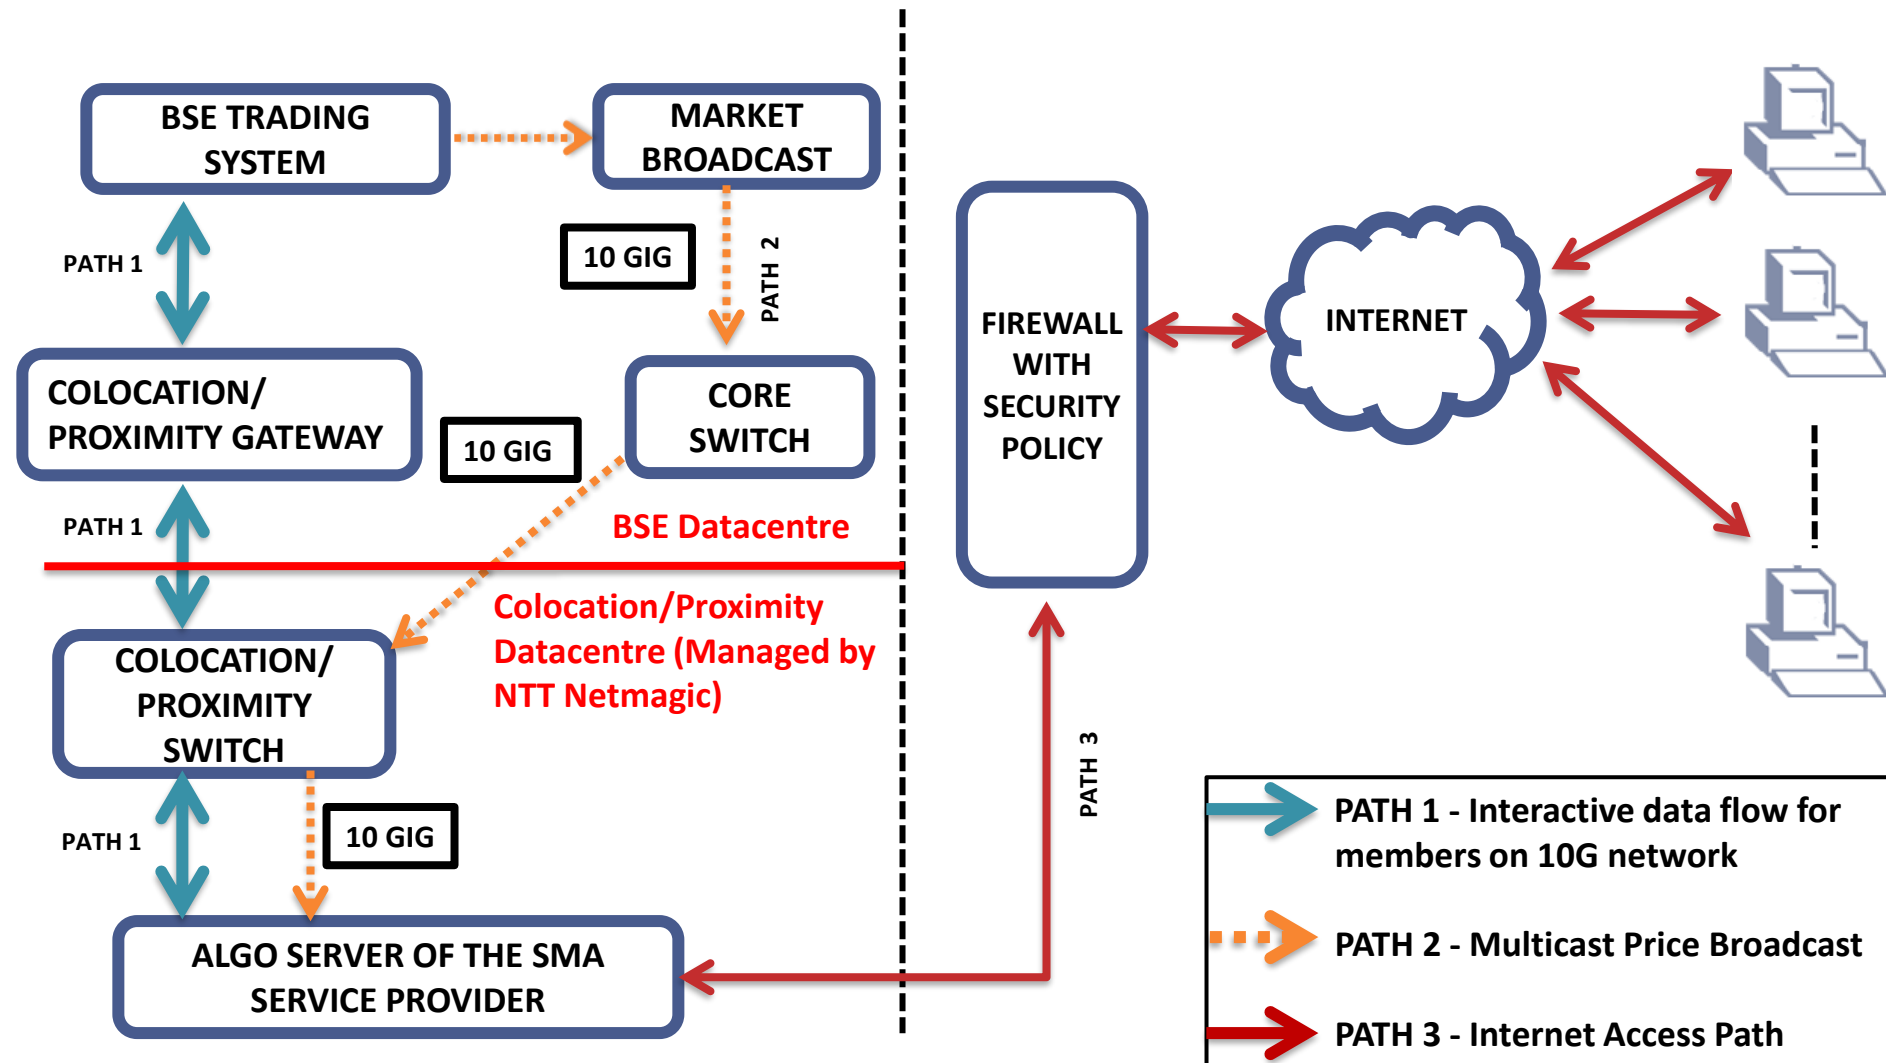 BSE TRADING
SYSTEM
MARKET
BROADCAST
PATH 1
10 GIG
PATH 2
COLOCATION/
PROXIMITY GATEWAY
10 GIG
CORE
SWITCH
PATH 1
BSE Datacentre
Colocation/Proximity
Datacentre (Managed by
NTT Netmagic)
COLOCATION/
PROXIMITY
SWITCH
PATH 1
10 GIG
ALGO SERVER OF THE SMA
SERVICE PROVIDER
FIREWALL
WITH
SECURITY
POLICY
INTERNET
PATH 3
PATH 1 - Interactive data flow for
members on 10G network
PATH 2 - Multicast Price Broadcast
PATH 3 - Internet Access Path